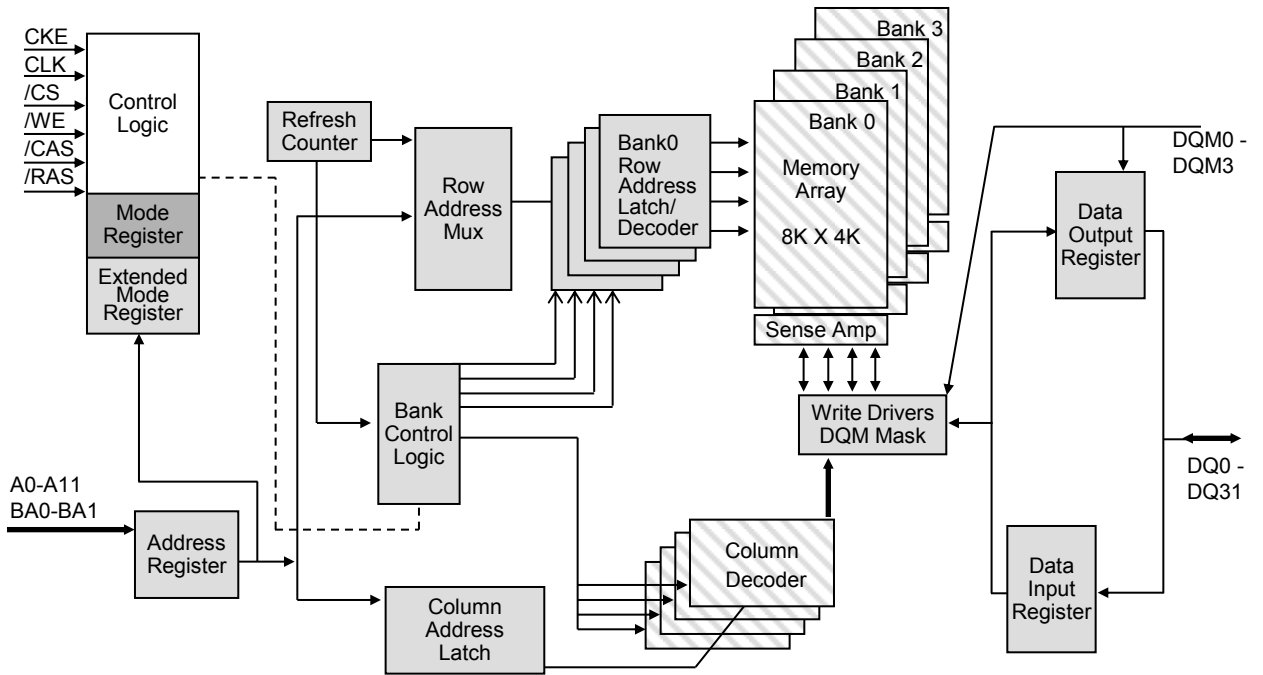 CKE
CLK
/CS
/WE
/CAS
/RAS
Control
Logic
Mode
Register
Extended
Mode
Register
Refresh
Counter
Row
Address
Mux
Bank0
Row
Address
Latch/
Decoder
Bank 3
Bank 2
Bank 1
Bank 0
Memory
Array
8K X 4K
Sense Amp
DQM0 -
DQM3
Data
Output
Register
Bank
Control
Logic
Write Drivers
DQM Mask
DQ0 -
DQ31
A0-A11
BA0-BA1
Address
Register
Column
Decoder
Data
Input
Register
Column
Address
Latch